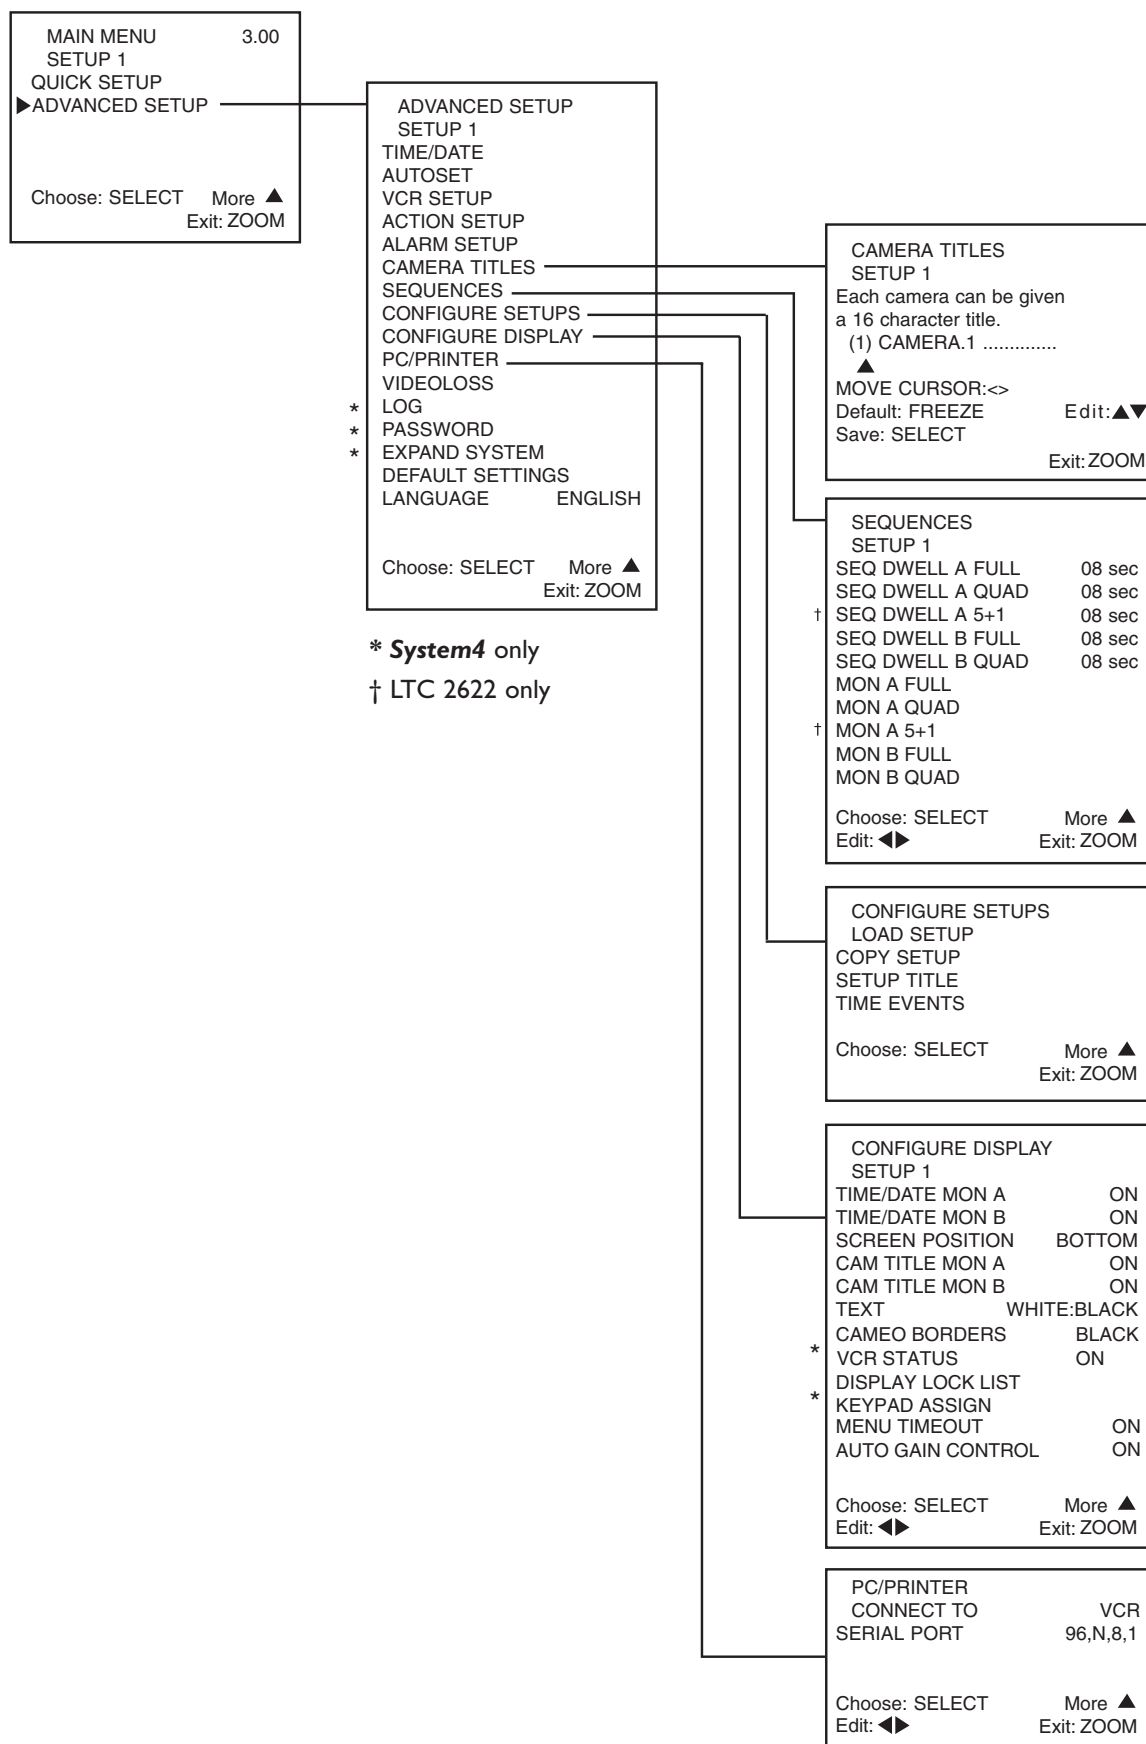 MAIN MENU 3.00
SETUP 1
QUICK SETUP
▶ADVANCED SETUP
Choose: SELECT More ▲
Exit: ZOOM
ADVANCED SETUP
SETUP 1
TIME/DATE
AUTOSET
VCR SETUP
ACTION SETUP
ALARM SETUP
CAMERA TITLES
SEQUENCES
CONFIGURE SETUPS
CONFIGURE DISPLAY
PC/PRINTER
VIDEOLOSS
* LOG
* PASSWORD
* EXPAND SYSTEM
DEFAULT SETTINGS
LANGUAGE ENGLISH
Choose: SELECT More ▲
Exit: ZOOM
* System4 only
† LTC 2622 only
CAMERA TITLES
SETUP 1
Each camera can be given
a 16 character title.
(1) CAMERA.1 ..............
▲
MOVE CURSOR:<>
Default: FREEZE Edit:▲▼
Save: SELECT
Exit: ZOOM
SEQUENCES
SETUP 1
SEQ DWELL A FULL 08 sec
SEQ DWELL A QUAD 08 sec
† SEQ DWELL A 5+1 08 sec
SEQ DWELL B FULL 08 sec
SEQ DWELL B QUAD 08 sec
MON A FULL
MON A QUAD
† MON A 5+1
MON B FULL
MON B QUAD
Choose: SELECT More ▲
Edit: ◀▶ Exit: ZOOM
CONFIGURE SETUPS
LOAD SETUP
COPY SETUP
SETUP TITLE
TIME EVENTS
Choose: SELECT More ▲
Exit: ZOOM
CONFIGURE DISPLAY
SETUP 1
TIME/DATE MON A ON
TIME/DATE MON B ON
SCREEN POSITION BOTTOM
CAM TITLE MON A ON
CAM TITLE MON B ON
TEXT WHITE:BLACK
CAMEO BORDERS BLACK
* VCR STATUS ON
DISPLAY LOCK LIST
* KEYPAD ASSIGN
MENU TIMEOUT ON
AUTO GAIN CONTROL ON
Choose: SELECT More ▲
Edit: ◀▶ Exit: ZOOM
PC/PRINTER
CONNECT TO VCR
SERIAL PORT 96,N,8,1
Choose: SELECT More ▲
Edit: ◀▶ Exit: ZOOM